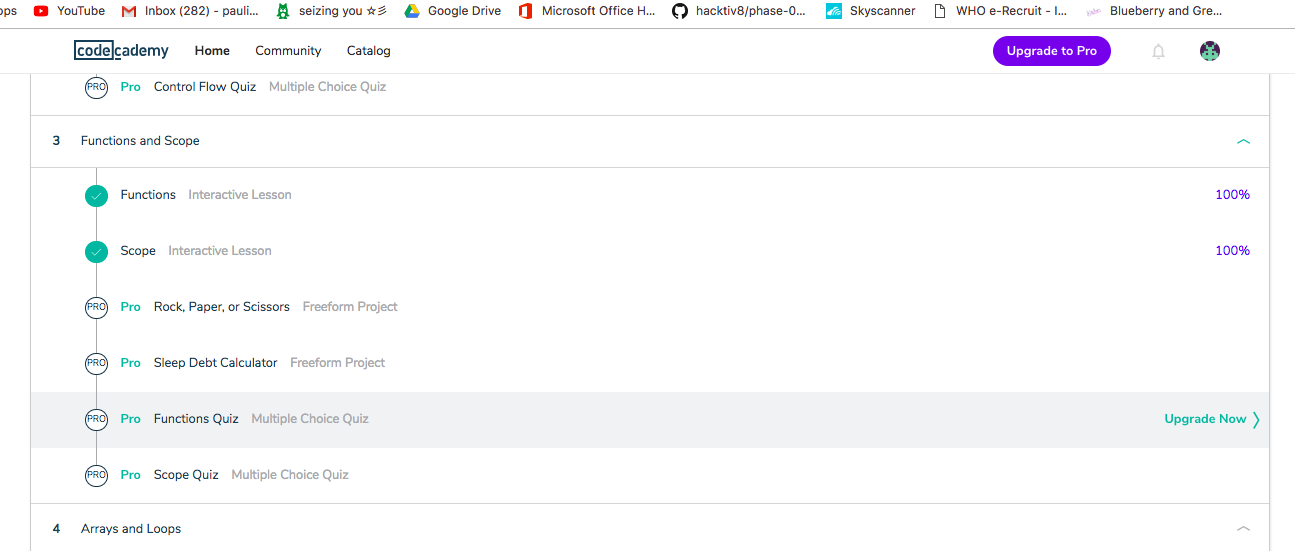 ops YouTube Inbox (282) - pauli... seizing you ☆彡 Google Drive Microsoft Office H... hacktiv8/phase-0... Skyscanner WHO e-Recruit - I... Blueberry and Gre...
codecademy Home Community Catalog Upgrade to Pro
PRO Pro Control Flow Quiz Multiple Choice Quiz
3 Functions and Scope
Functions Interactive Lesson 100%
Scope Interactive Lesson 100%
PRO Pro Rock, Paper, or Scissors Freeform Project
PRO Pro Sleep Debt Calculator Freeform Project
PRO Pro Functions Quiz Multiple Choice Quiz Upgrade Now
PRO Pro Scope Quiz Multiple Choice Quiz
4 Arrays and Loops